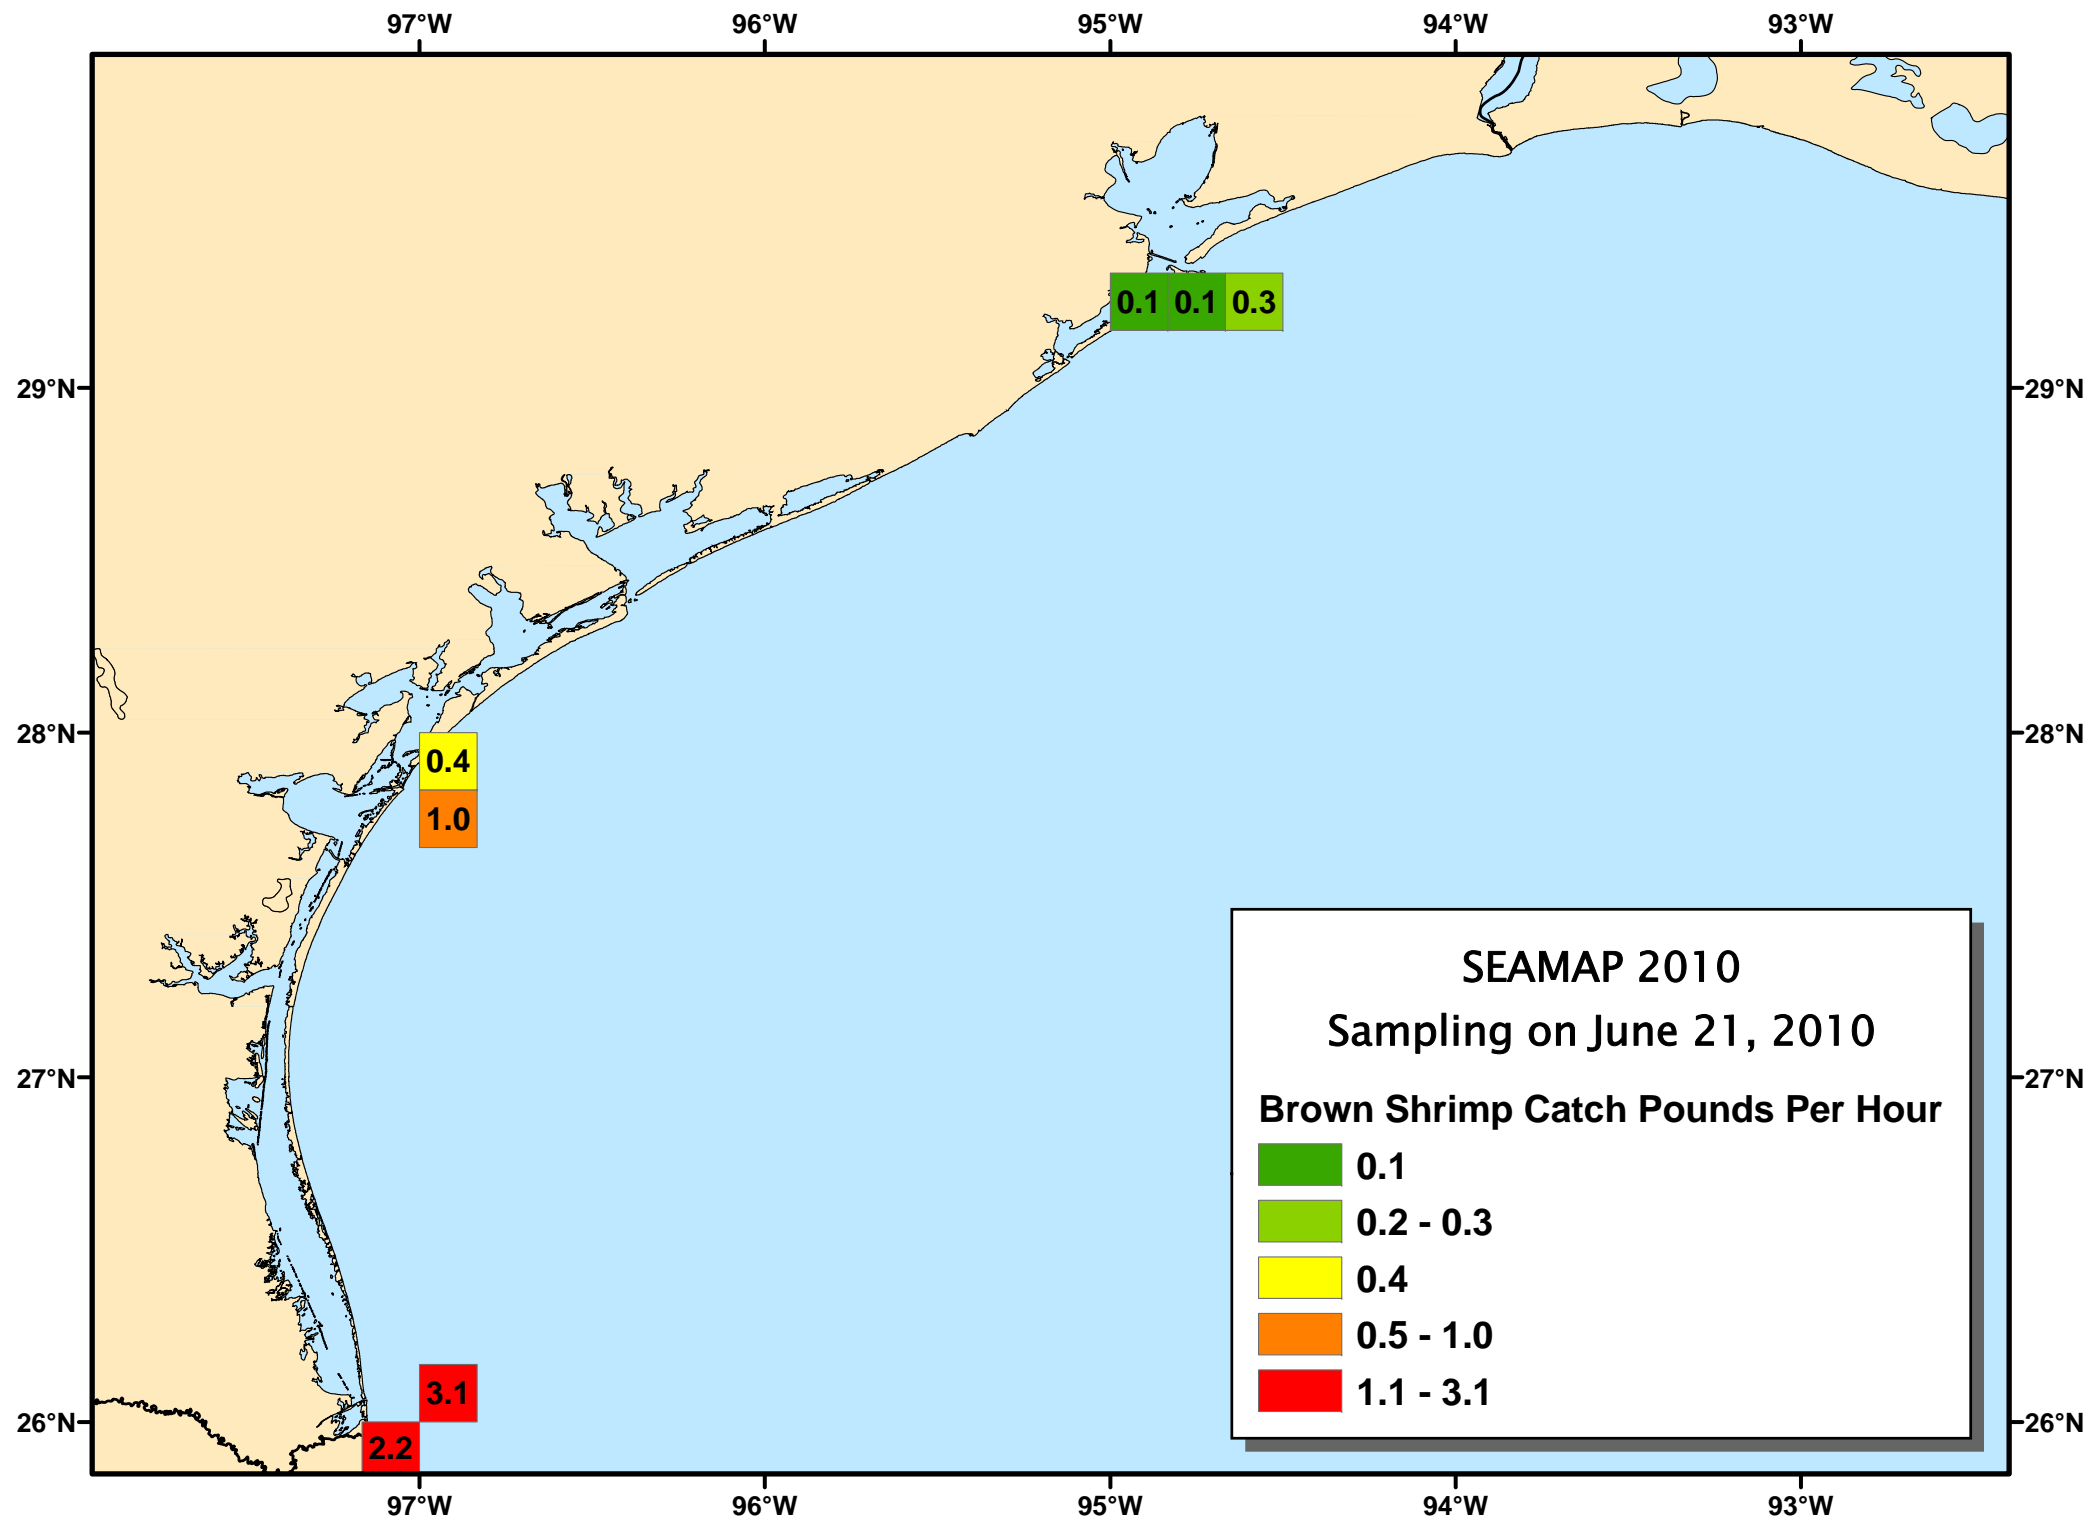 97°W 96°W 95°W 94°W 93°W
0.1 0.1 0.3
29°N 29°N
28°N 28°N
0.4
1.0
SEAMAP 2010
Sampling on June 21, 2010
27°N 27°N
Brown Shrimp Catch Pounds Per Hour
0.1
0.2 - 0.3
0.4
0.5 - 1.0
1.1 - 3.1
3.1
26°N 26°N
2.2
97°W 96°W 95°W 94°W 93°W